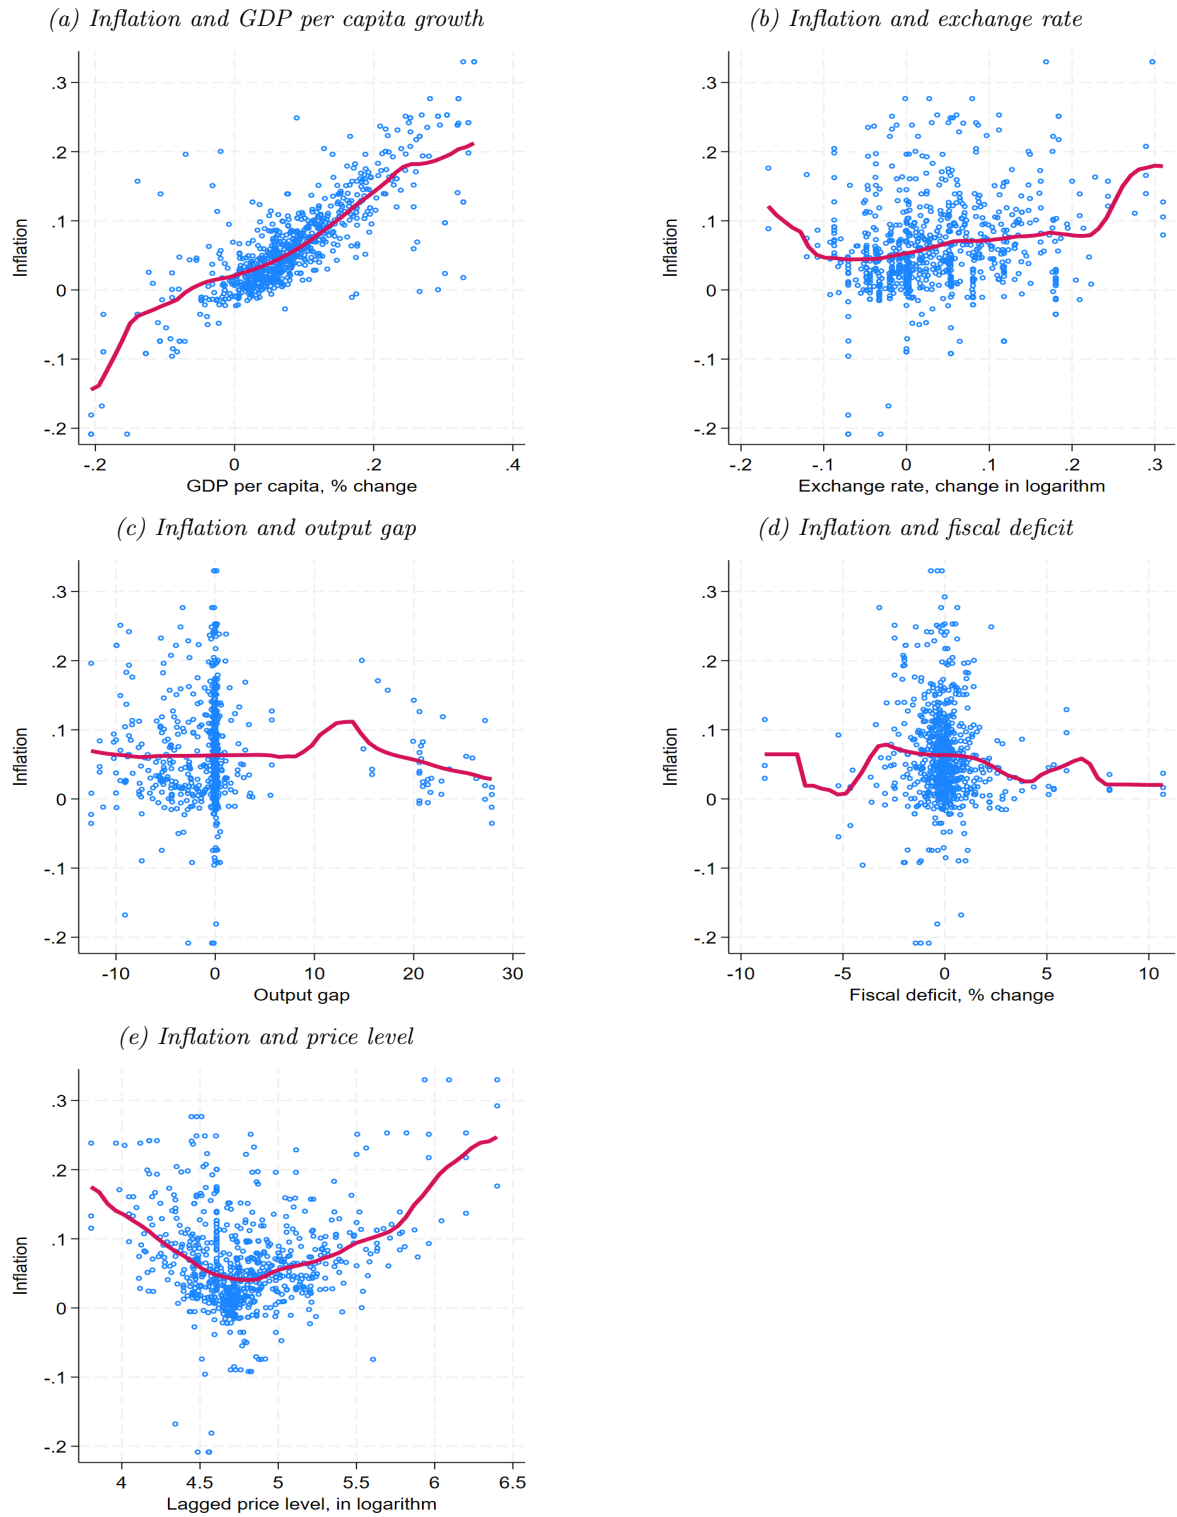 (a) Inflation and GDP per capita growth
.3
.2
.1
0
-.1
-.2
Inflation
-.2 0 .2 .4
GDP per capita, % change
(b) Inflation and exchange rate
.3
.2
.1
0
-.1
-.2
Inflation
-.2 -.1 0 .1 .2 .3
Exchange rate, change in logarithm
(c) Inflation and output gap
.3
.2
.1
0
-.1
-.2
Inflation
-10 0 10 20 30
Output gap
(d) Inflation and fiscal deficit
.3
.2
.1
0
-.1
-.2
Inflation
-10 -5 0 5 10
Fiscal deficit, % change
(e) Inflation and price level
.3
.2
.1
0
-.1
-.2
Inflation
4 4.5 5 5.5 6 6.5
Lagged price level, in logarithm